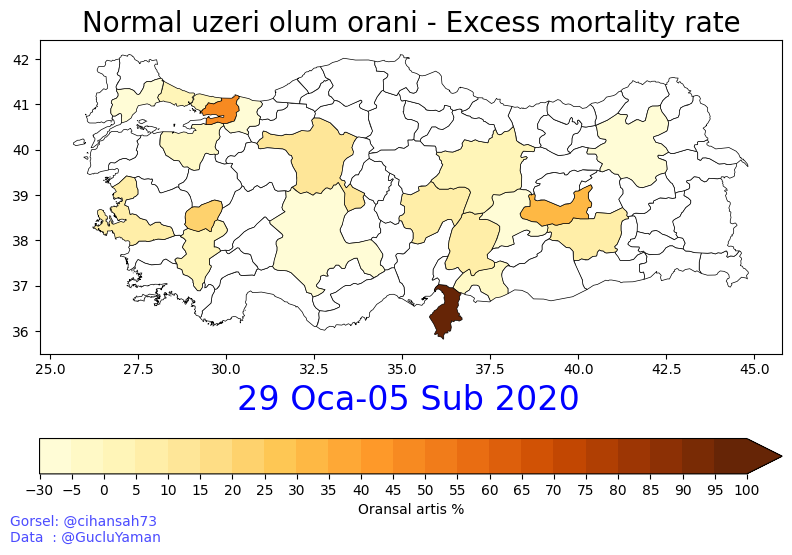 Normal uzeri olum orani - Excess mortality rate
42
41
40
39
38
37
36
25.0 27.5 30.0 32.5 35.0 37.5 40.0 42.5 45.0
29 Oca-05 Sub 2020
−30 −5 0 5 10 15 20 25 30 35 40 45 50 55 60 65 70 75 80 85 90 95 100
Oransal artis %
Gorsel: @cihansah73
Data : @GucluYaman